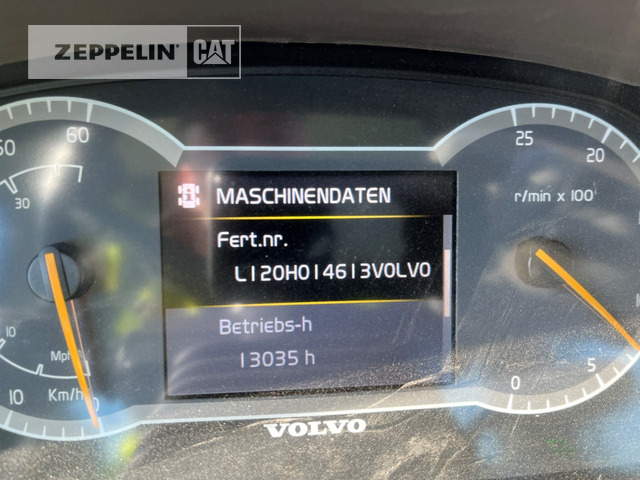 ZEPPELIN CAT
MASCHINENDATEN
Fert.nr.
L120H014613VOLVO
Betriebs-h
13035 h
50 60
30
10
Mph
10 Km/h 0
25 20
r/min x 100
5
0
VOLVO